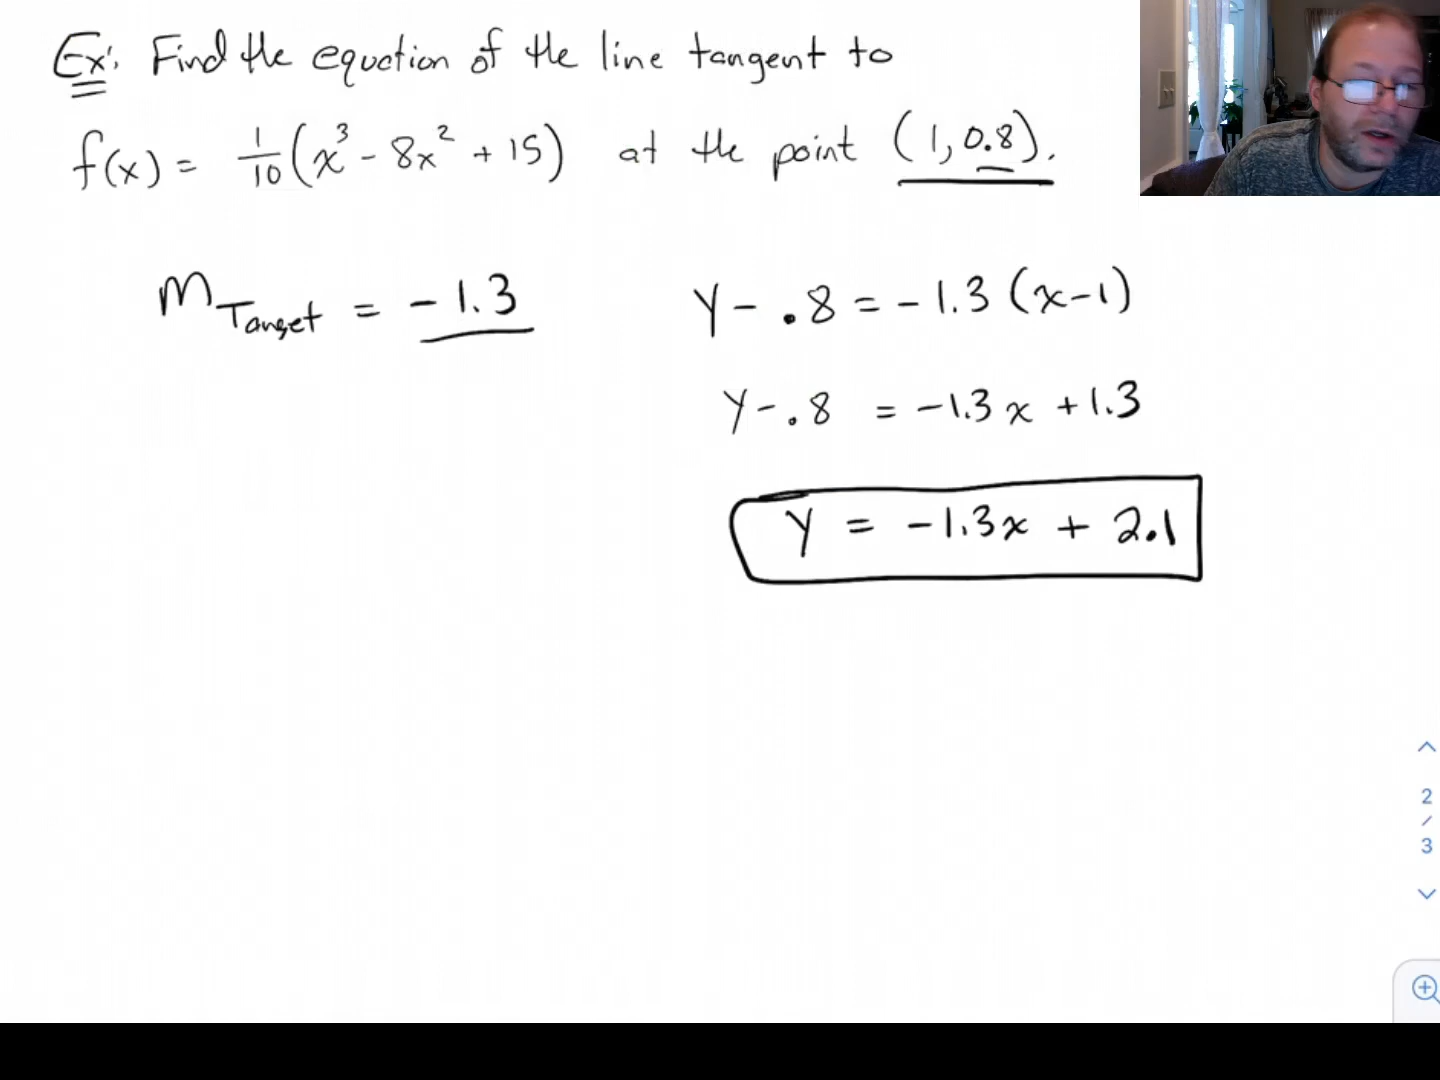 Ex: Find the equation of the line tangent to
f(x) = 1/10 (x³ - 8x² + 15) at the point (1, 0.8).
m Tanget = -1.3
y - .8 = -1.3 (x-1)
y - .8 = -1.3x + 1.3
y = -1.3x + 2.1
2
/
3